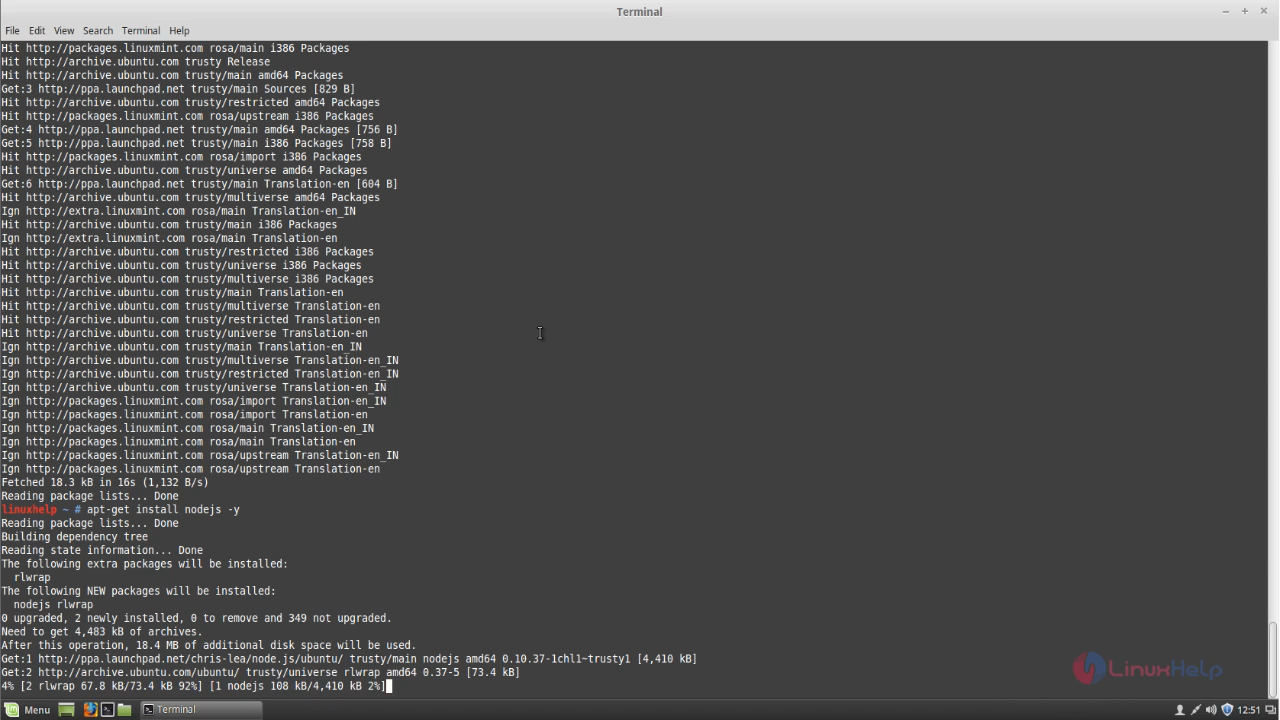 Terminal
File Edit View Search Terminal Help
Hit http://packages.linuxmint.com rosa/main i386 Packages
Hit http://archive.ubuntu.com trusty Release
Hit http://archive.ubuntu.com trusty/main amd64 Packages
Get:3 http://ppa.launchpad.net trusty/main Sources [829 B]
Hit http://archive.ubuntu.com trusty/restricted amd64 Packages
Hit http://packages.linuxmint.com rosa/upstream i386 Packages
Get:4 http://ppa.launchpad.net trusty/main amd64 Packages [756 B]
Get:5 http://ppa.launchpad.net trusty/main i386 Packages [758 B]
Hit http://packages.linuxmint.com rosa/import i386 Packages
Hit http://archive.ubuntu.com trusty/universe amd64 Packages
Get:6 http://ppa.launchpad.net trusty/main Translation-en [604 B]
Hit http://archive.ubuntu.com trusty/multiverse amd64 Packages
Ign http://extra.linuxmint.com rosa/main Translation-en_IN
Hit http://archive.ubuntu.com trusty/main i386 Packages
Ign http://extra.linuxmint.com rosa/main Translation-en
Hit http://archive.ubuntu.com trusty/restricted i386 Packages
Hit http://archive.ubuntu.com trusty/universe i386 Packages
Hit http://archive.ubuntu.com trusty/multiverse i386 Packages
Hit http://archive.ubuntu.com trusty/main Translation-en
Hit http://archive.ubuntu.com trusty/multiverse Translation-en
Hit http://archive.ubuntu.com trusty/restricted Translation-en
Hit http://archive.ubuntu.com trusty/universe Translation-en
Ign http://archive.ubuntu.com trusty/main Translation-en_IN
Ign http://archive.ubuntu.com trusty/multiverse Translation-en_IN
Ign http://archive.ubuntu.com trusty/restricted Translation-en_IN
Ign http://archive.ubuntu.com trusty/universe Translation-en_IN
Ign http://packages.linuxmint.com rosa/import Translation-en_IN
Ign http://packages.linuxmint.com rosa/import Translation-en
Ign http://packages.linuxmint.com rosa/main Translation-en_IN
Ign http://packages.linuxmint.com rosa/main Translation-en
Ign http://packages.linuxmint.com rosa/upstream Translation-en_IN
Ign http://packages.linuxmint.com rosa/upstream Translation-en
Fetched 18.3 kB in 16s (1,132 B/s)
Reading package lists... Done
linuxhelp ~ # apt-get install nodejs -y
Reading package lists... Done
Building dependency tree
Reading state information... Done
The following extra packages will be installed:
rlwrap
The following NEW packages will be installed:
nodejs rlwrap
0 upgraded, 2 newly installed, 0 to remove and 349 not upgraded.
Need to get 4,483 kB of archives.
After this operation, 18.4 MB of additional disk space will be used.
Get:1 http://ppa.launchpad.net/chris-lea/node.js/ubuntu/ trusty/main nodejs amd64 0.10.37-1chl1~trusty1 [4,410 kB]
Get:2 http://archive.ubuntu.com/ubuntu/ trusty/universe rlwrap amd64 0.37-5 [73.4 kB]
4% [2 rlwrap 67.8 kB/73.4 kB 92%] [1 nodejs 108 kB/4,410 kB 2%]
LinuxHelp
Menu Terminal 12:51